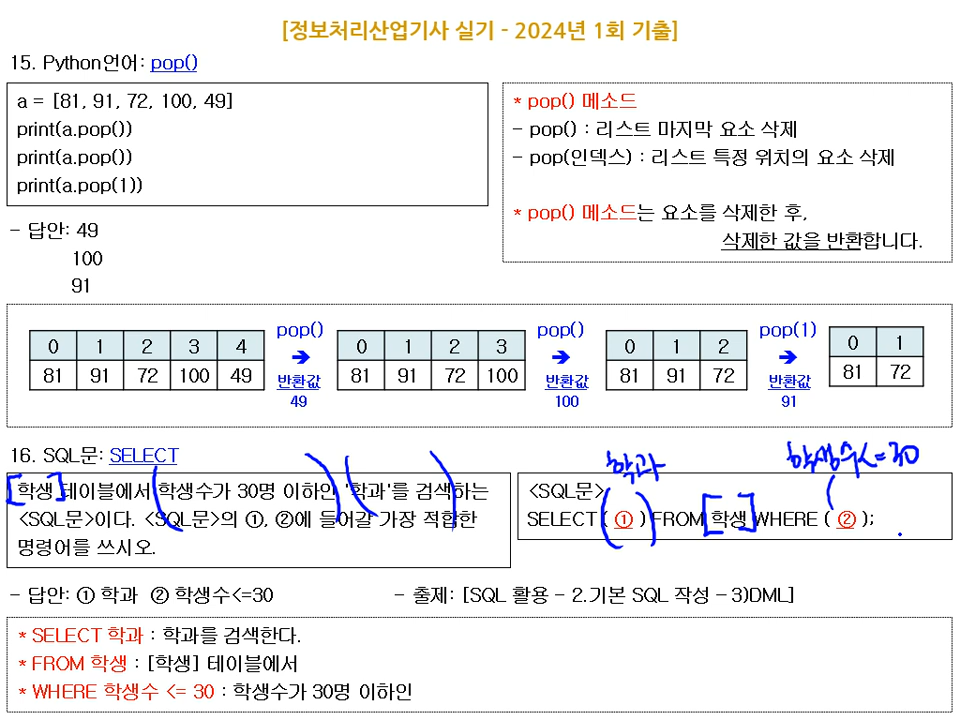 [정보처리산업기사 실기 - 2024년 1회 기출]
15. Python언어: pop()
a = [81, 91, 72, 100, 49]
print(a.pop())
print(a.pop())
print(a.pop(1))
* pop() 메소드
- pop() : 리스트 마지막 요소 삭제
- pop(인덱스) : 리스트 특정 위치의 요소 삭제
* pop() 메소드는 요소를 삭제한 후,
삭제한 값을 반환합니다.
- 답안: 49
100
91
0 1 2 3 4
81 91 72 100 49
pop()
➔
반환값
49
0 1 2 3
81 91 72 100
pop()
➔
반환값
100
0 1 2
81 91 72
pop(1)
➔
반환값
91
0 1
81 72
16. SQL문: SELECT
학생 테이블에서 학생수가 30명 이하인 '학과'를 검색하는
<SQL문>이다. <SQL문>의 ①, ②에 들어갈 가장 적합한
명령어를 쓰시오.
학과
학생수<=30
<SQL문>
SELECT ( ① ) FROM 학생 WHERE ( ② );
- 답안: ① 학과 ② 학생수<=30
- 출제: [SQL 활용 - 2.기본 SQL 작성 - 3)DML]
* SELECT 학과 : 학과를 검색한다.
* FROM 학생 : [학생] 테이블에서
* WHERE 학생수 <= 30 : 학생수가 30명 이하인